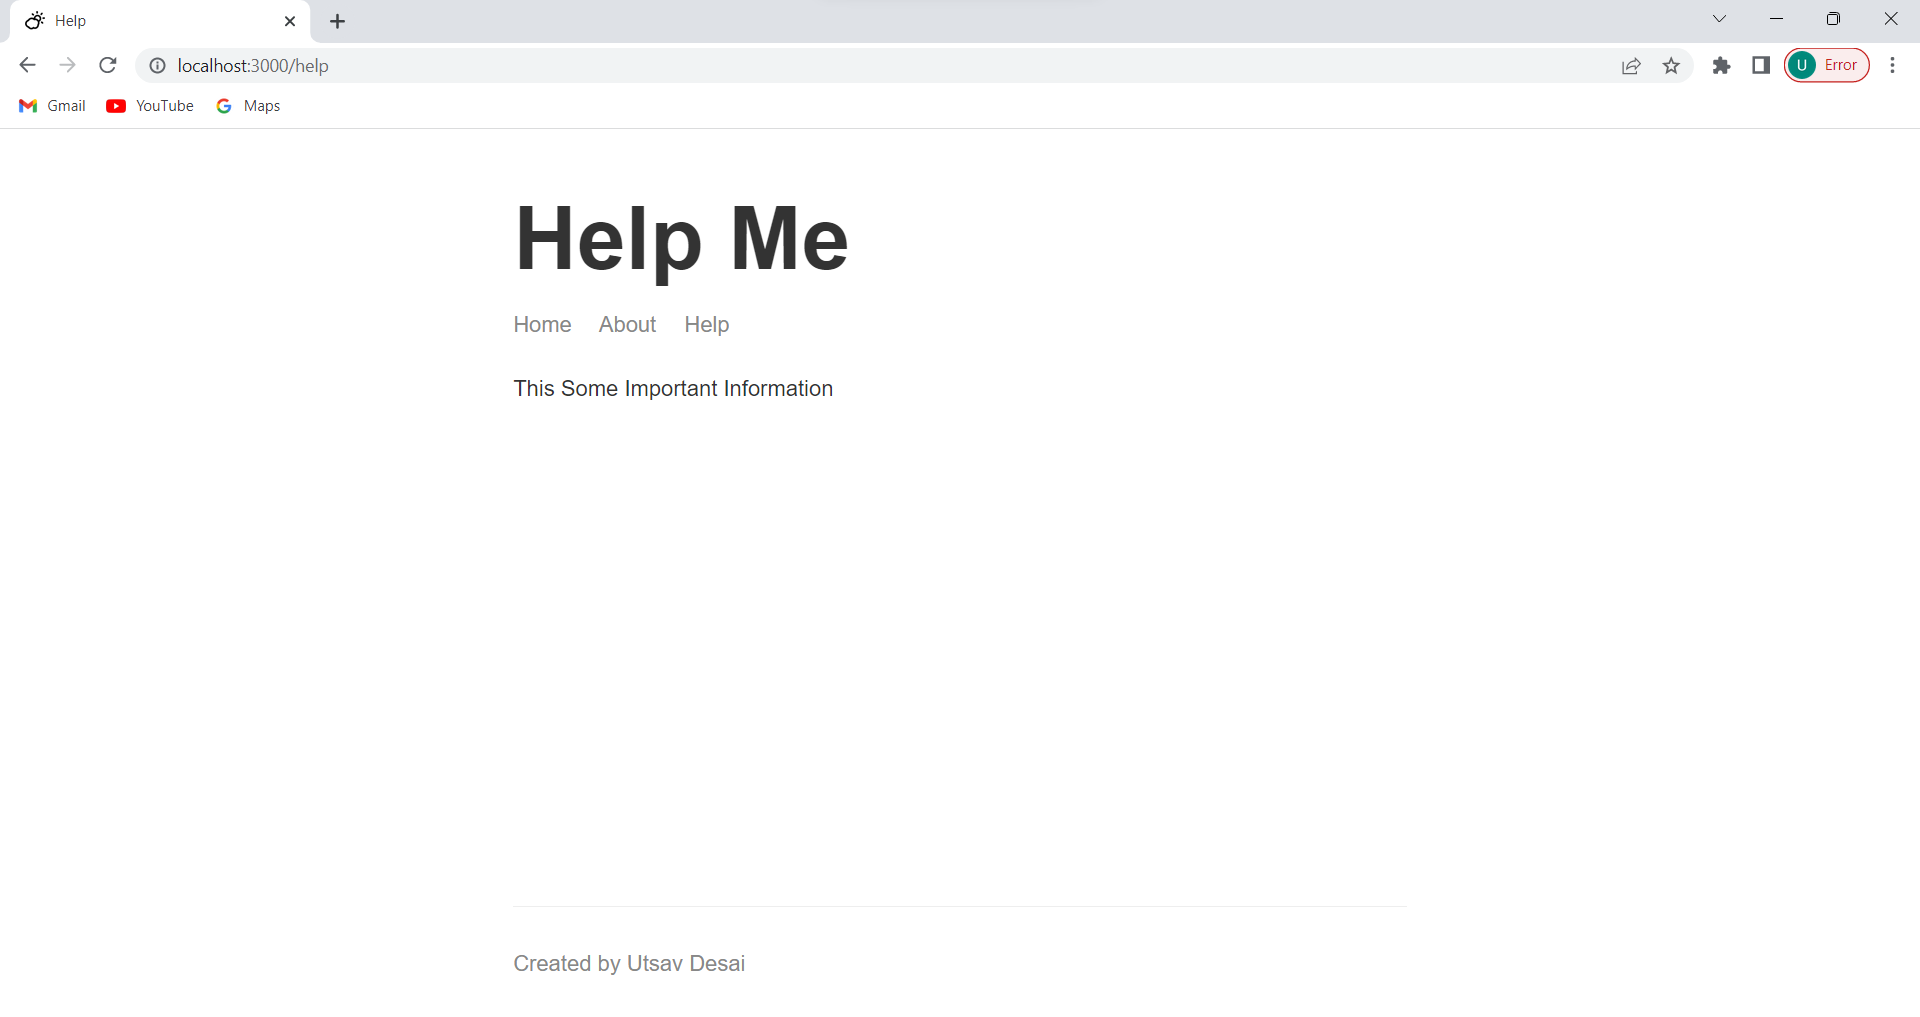 Help
localhost:3000/help
U Error
Gmail YouTube Maps
Help Me
Home About Help
This Some Important Information
Created by Utsav Desai